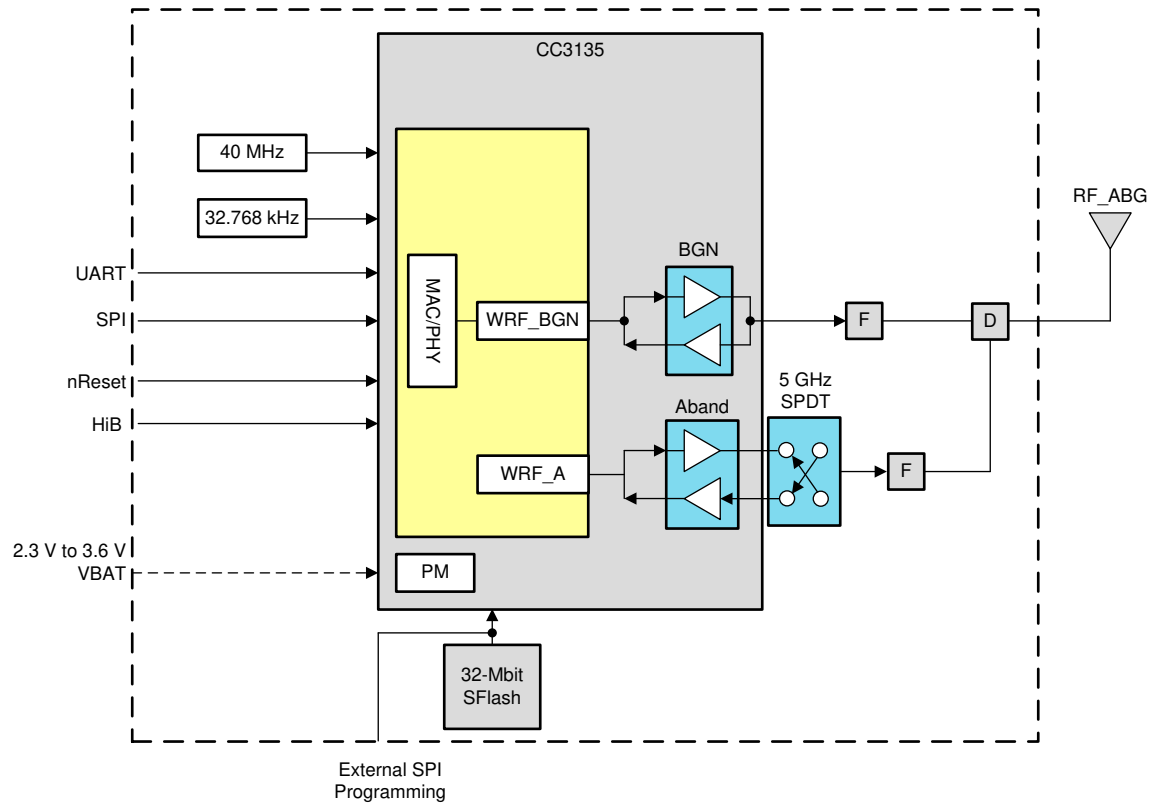 CC3135
40 MHz
32.768 kHz
RF_ABG
UART
BGN
MAC/PHY
SPI
WRF_BGN
F
D
nReset
5 GHz
SPDT
HiB
Aband
WRF_A
F
2.3 V to 3.6 V
VBAT
PM
32-Mbit
SFlash
External SPI
Programming